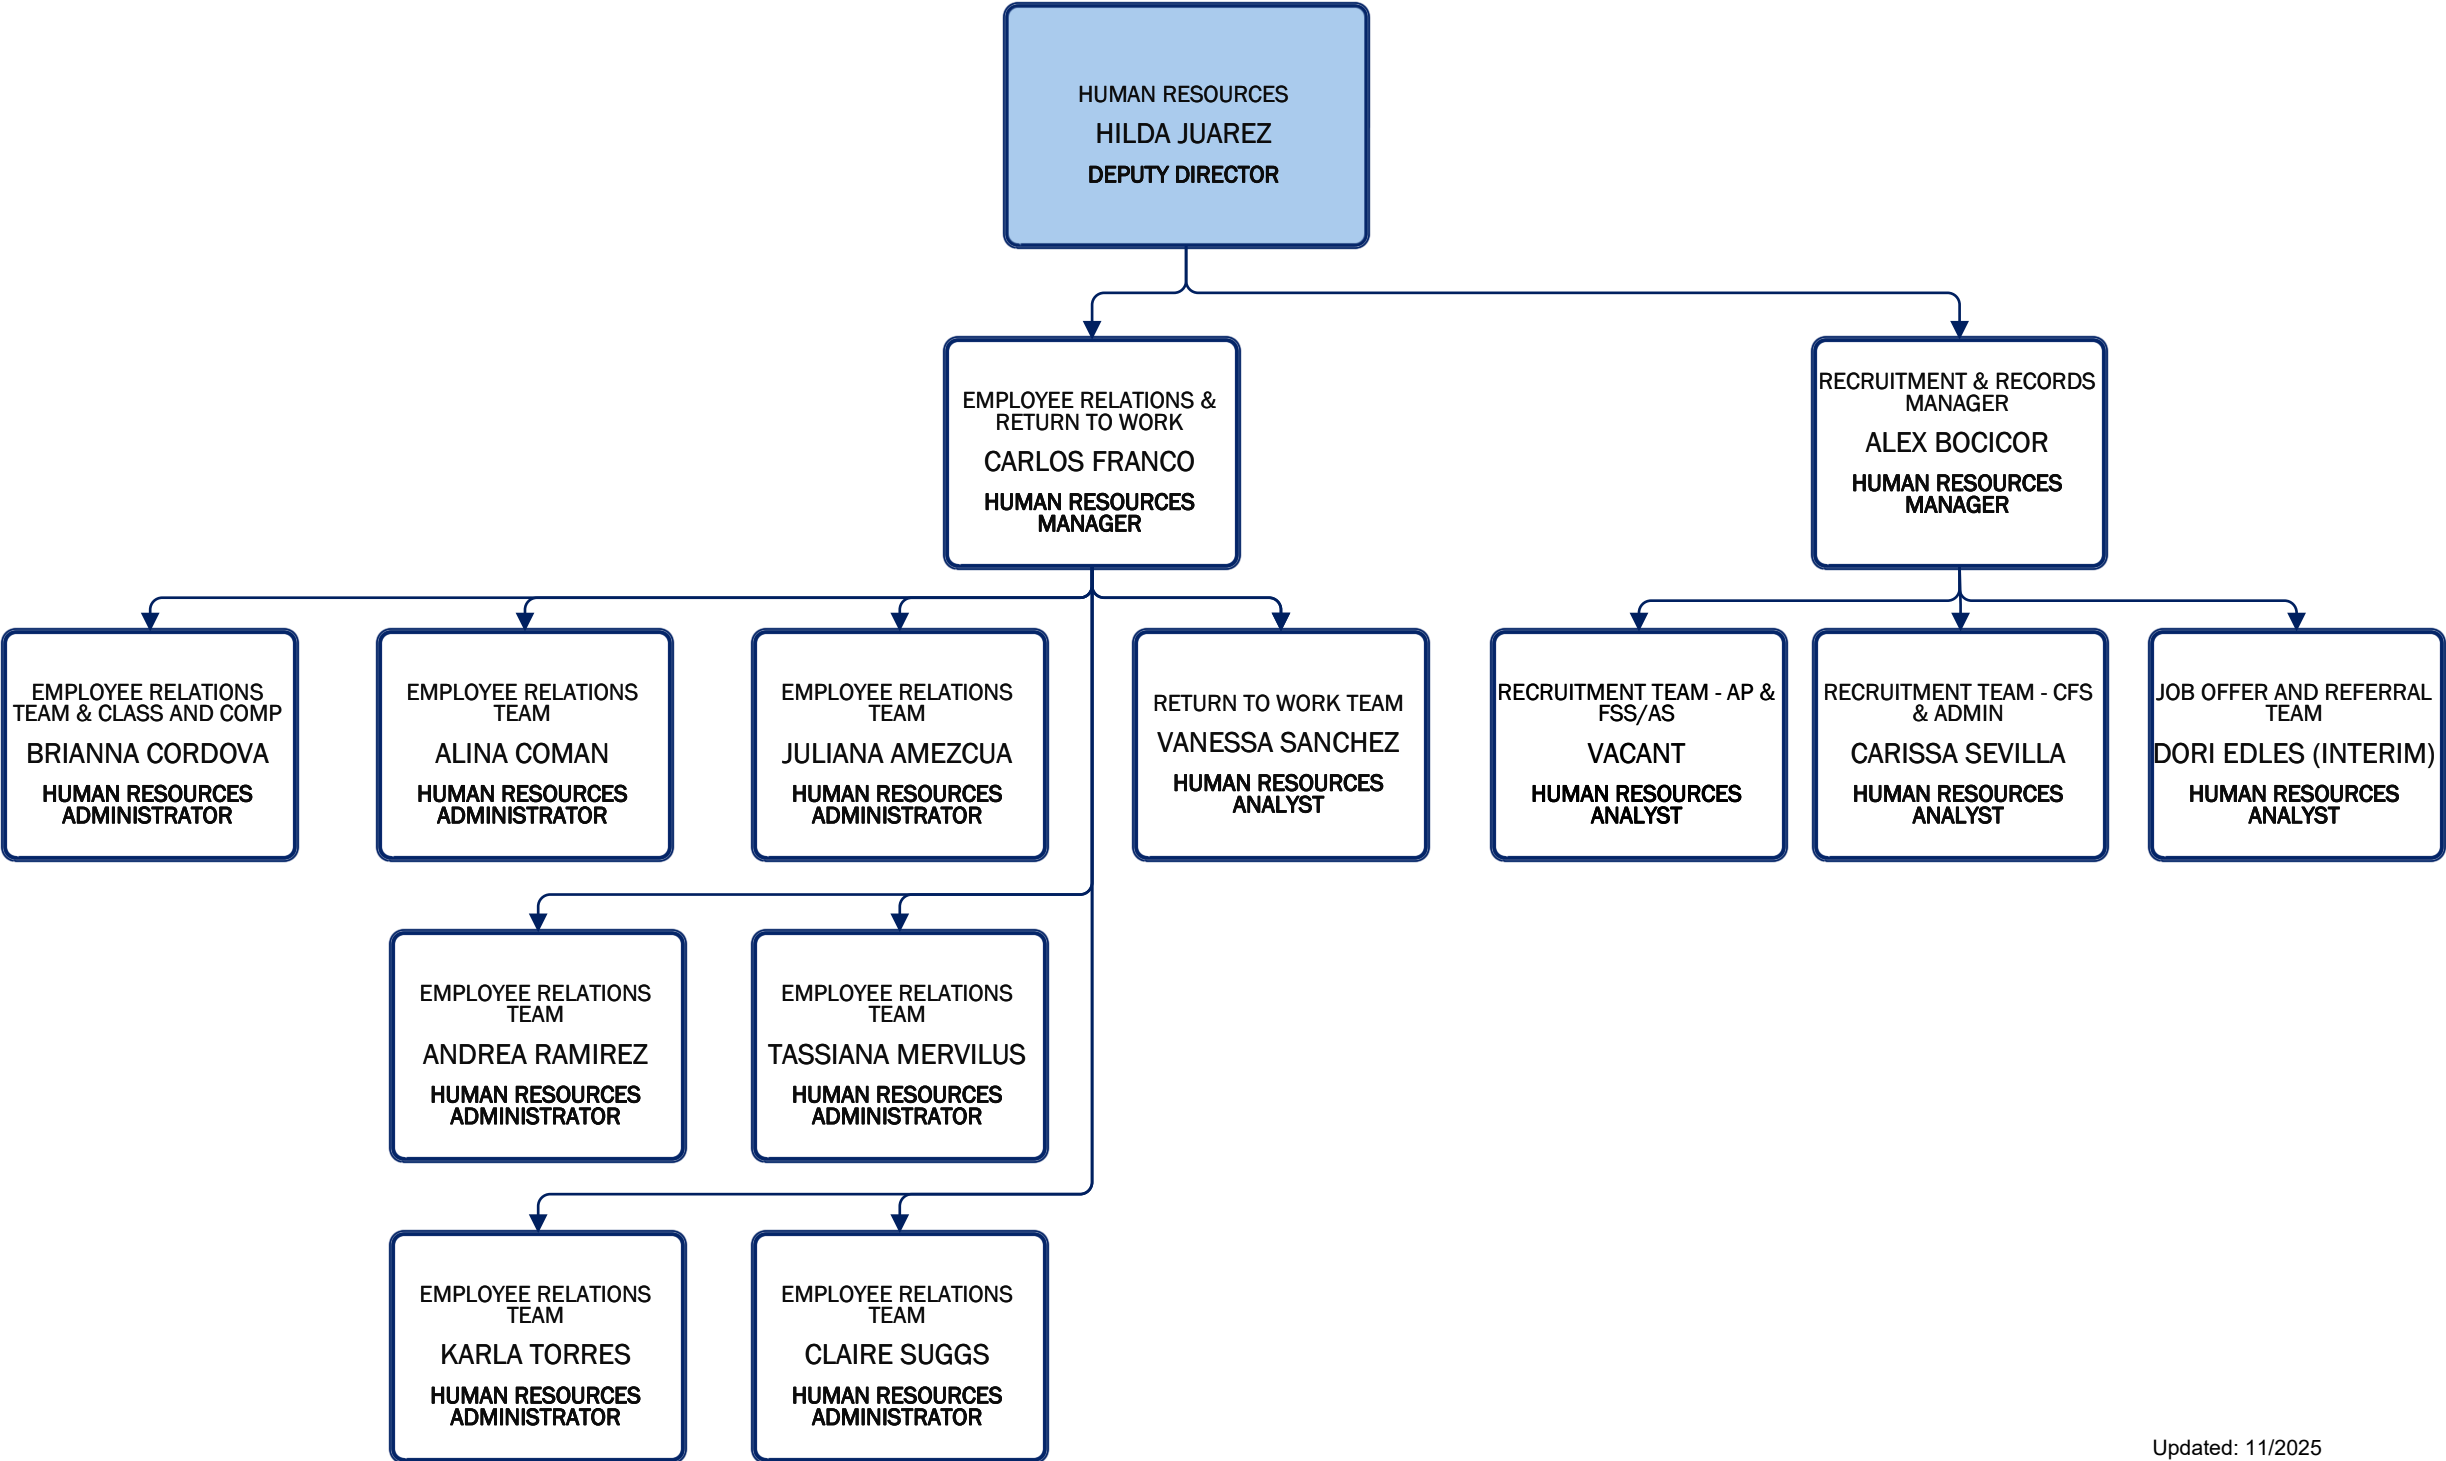 HUMAN RESOURCES
HILDA JUAREZ
DEPUTY DIRECTOR
EMPLOYEE RELATIONS &
RETURN TO WORK
CARLOS FRANCO
HUMAN RESOURCES
MANAGER
RECRUITMENT & RECORDS
MANAGER
ALEX BOCICOR
HUMAN RESOURCES
MANAGER
EMPLOYEE RELATIONS
TEAM & CLASS AND COMP
BRIANNA CORDOVA
HUMAN RESOURCES
ADMINISTRATOR
EMPLOYEE RELATIONS
TEAM
ALINA COMAN
HUMAN RESOURCES
ADMINISTRATOR
EMPLOYEE RELATIONS
TEAM
JULIANA AMEZCUA
HUMAN RESOURCES
ADMINISTRATOR
RETURN TO WORK TEAM
VANESSA SANCHEZ
HUMAN RESOURCES
ANALYST
RECRUITMENT TEAM - AP &
FSS/AS
VACANT
HUMAN RESOURCES
ANALYST
RECRUITMENT TEAM - CFS
& ADMIN
CARISSA SEVILLA
HUMAN RESOURCES
ANALYST
JOB OFFER AND REFERRAL
TEAM
DORI EDLES (INTERIM)
HUMAN RESOURCES
ANALYST
EMPLOYEE RELATIONS
TEAM
ANDREA RAMIREZ
HUMAN RESOURCES
ADMINISTRATOR
EMPLOYEE RELATIONS
TEAM
TASSIANA MERVILUS
HUMAN RESOURCES
ADMINISTRATOR
EMPLOYEE RELATIONS
TEAM
KARLA TORRES
HUMAN RESOURCES
ADMINISTRATOR
EMPLOYEE RELATIONS
TEAM
CLAIRE SUGGS
HUMAN RESOURCES
ADMINISTRATOR
Updated: 11/2025